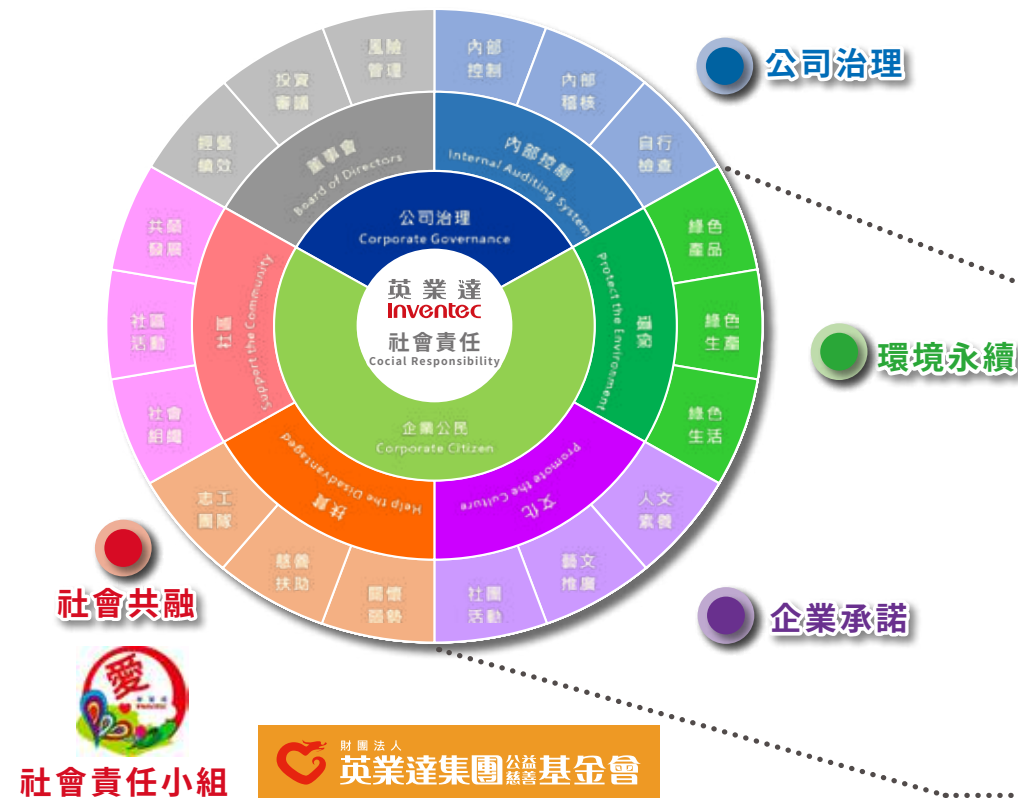 風險
管理
內部
控制
投資
審議
內部
稽核
經營
績效
自行
檢查
董事會
Board of Directors
內部控制
Internal Auditing System
公司治理
Corporate Governance
公司治理
共融
發展
社區
活動
社會
組織
社區
Support the Community
英業達
Inventec
社會責任
Cocial Responsibility
環保
Protect the Environment
綠色
產品
綠色
生產
綠色
生活
環境永續
企業公民
Corporate Citizen
扶貧
Help the Disadvantaged
文化
Promote the Culture
志工
團隊
慈善
扶助
關懷
弱勢
社團
活動
藝文
推廣
人文
素養
社會共融
企業承諾
愛
社會責任小組
財團法人
英業達集團公益慈善基金會